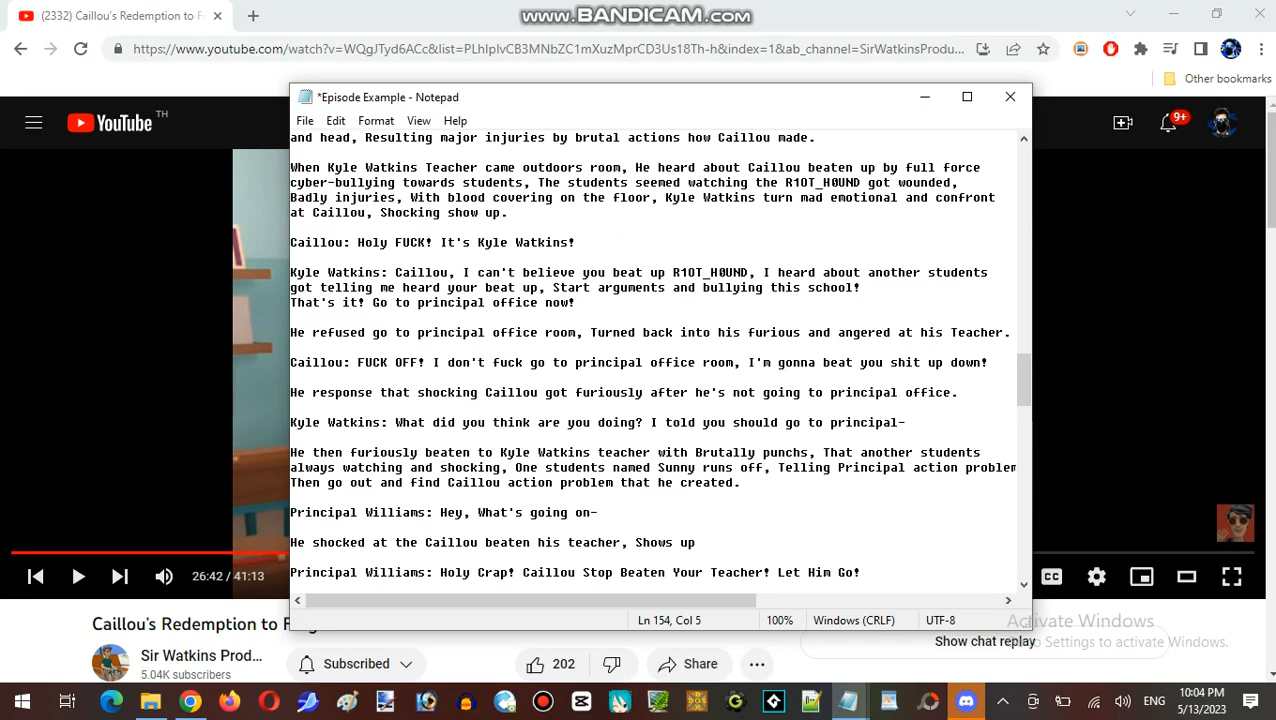 www.BANDICAM.com
(2332) Caillou's Redemption to F
https://www.youtube.com/watch?v=WQgJTyd6ACc&list=PLhIplvCB5MNbZC1mXuzMprCD3Us18Th-h&index=1&ab_channel=SirWatkinsProdu...
Other bookmarks
YouTube TH
9+
*Episode Example - Notepad
File Edit Format View Help
and head, Resulting major injuries by brutal actions how Caillou made.
When Kyle Watkins Teacher came outdoors room, He heard about Caillou beaten up by full force
cyber-bullying towards students, The students seemed watching the R1OT_H0UND got wounded,
Badly injuries, With blood covering on the floor, Kyle Watkins turn mad emotional and confront
at Caillou, Shocking show up.
Caillou: Holy FUCK! It's Kyle Watkins!
Kyle Watkins: Caillou, I can't believe you beat up R1OT_H0UND, I heard about another students
got telling me heard your beat up, Start arguments and bullying this school!
That's it! Go to principal office now!
He refused go to principal office room, Turned back into his furious and angered at his Teacher.
Caillou: FUCK OFF! I don't fuck go to principal office room, I'm gonna beat you shit up down!
He response that shocking Caillou got furiously after he's not going to principal office.
Kyle Watkins: What did you think are you doing? I told you should go to principal-
He then furiously beaten to Kyle Watkins teacher with Brutally punchs, That another students
always watching and shocking, One students named Sunny runs off, Telling Principal action problem
Then go out and find Caillou action problem that he created.
Principal Williams: Hey, What's going on-
He shocked at the Caillou beaten his teacher, Shows up
Principal Williams: Holy Crap! Caillou Stop Beaten Your Teacher! Let Him Go!
Ln 154, Col 5 100% Windows (CRLF) UTF-8
26:42 / 41:13
CC
Caillou's Redemption to F
Activate Windows
Go to Settings to activate Windows.
Show chat replay
Sir Watkins Prod...
5.04K subscribers
Subscribed
202
Share
ENG
10:04 PM
5/13/2023